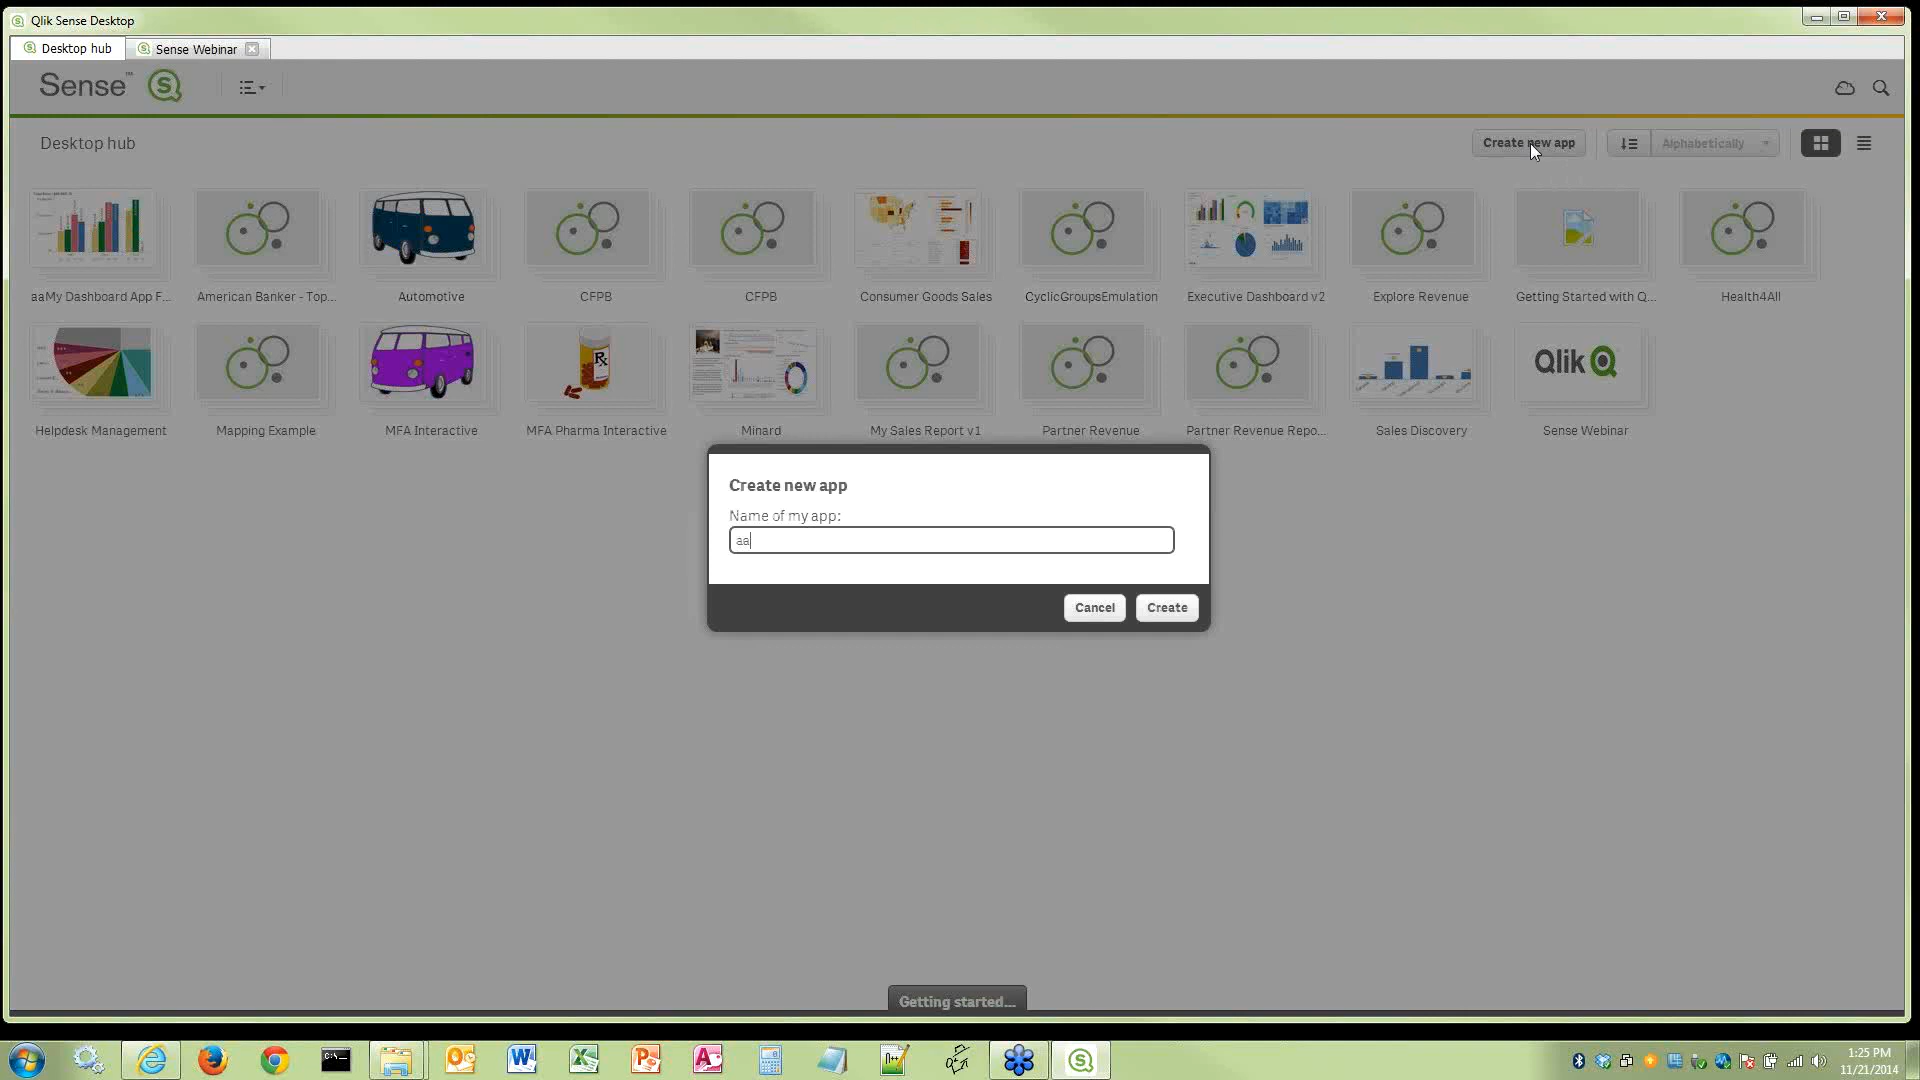 Qlik Sense Desktop
Desktop hub
Sense Webinar
Sense™
Desktop hub
Create new app
Alphabetically
aaMy Dashboard App F...
American Banker - Top...
Automotive
CFPB
CFPB
Consumer Goods Sales
CyclicGroupsEmulation
Executive Dashboard v2
Explore Revenue
Getting Started with Q...
Health4All
Rx
Qlik
Helpdesk Management
Mapping Example
MFA Interactive
MFA Pharma Interactive
Minard
My Sales Report v1
Partner Revenue
Partner Revenue Repo...
Sales Discovery
Sense Webinar
Create new app
Name of my app:
aa
Cancel
Create
Getting started...
1:25 PM
11/21/2014